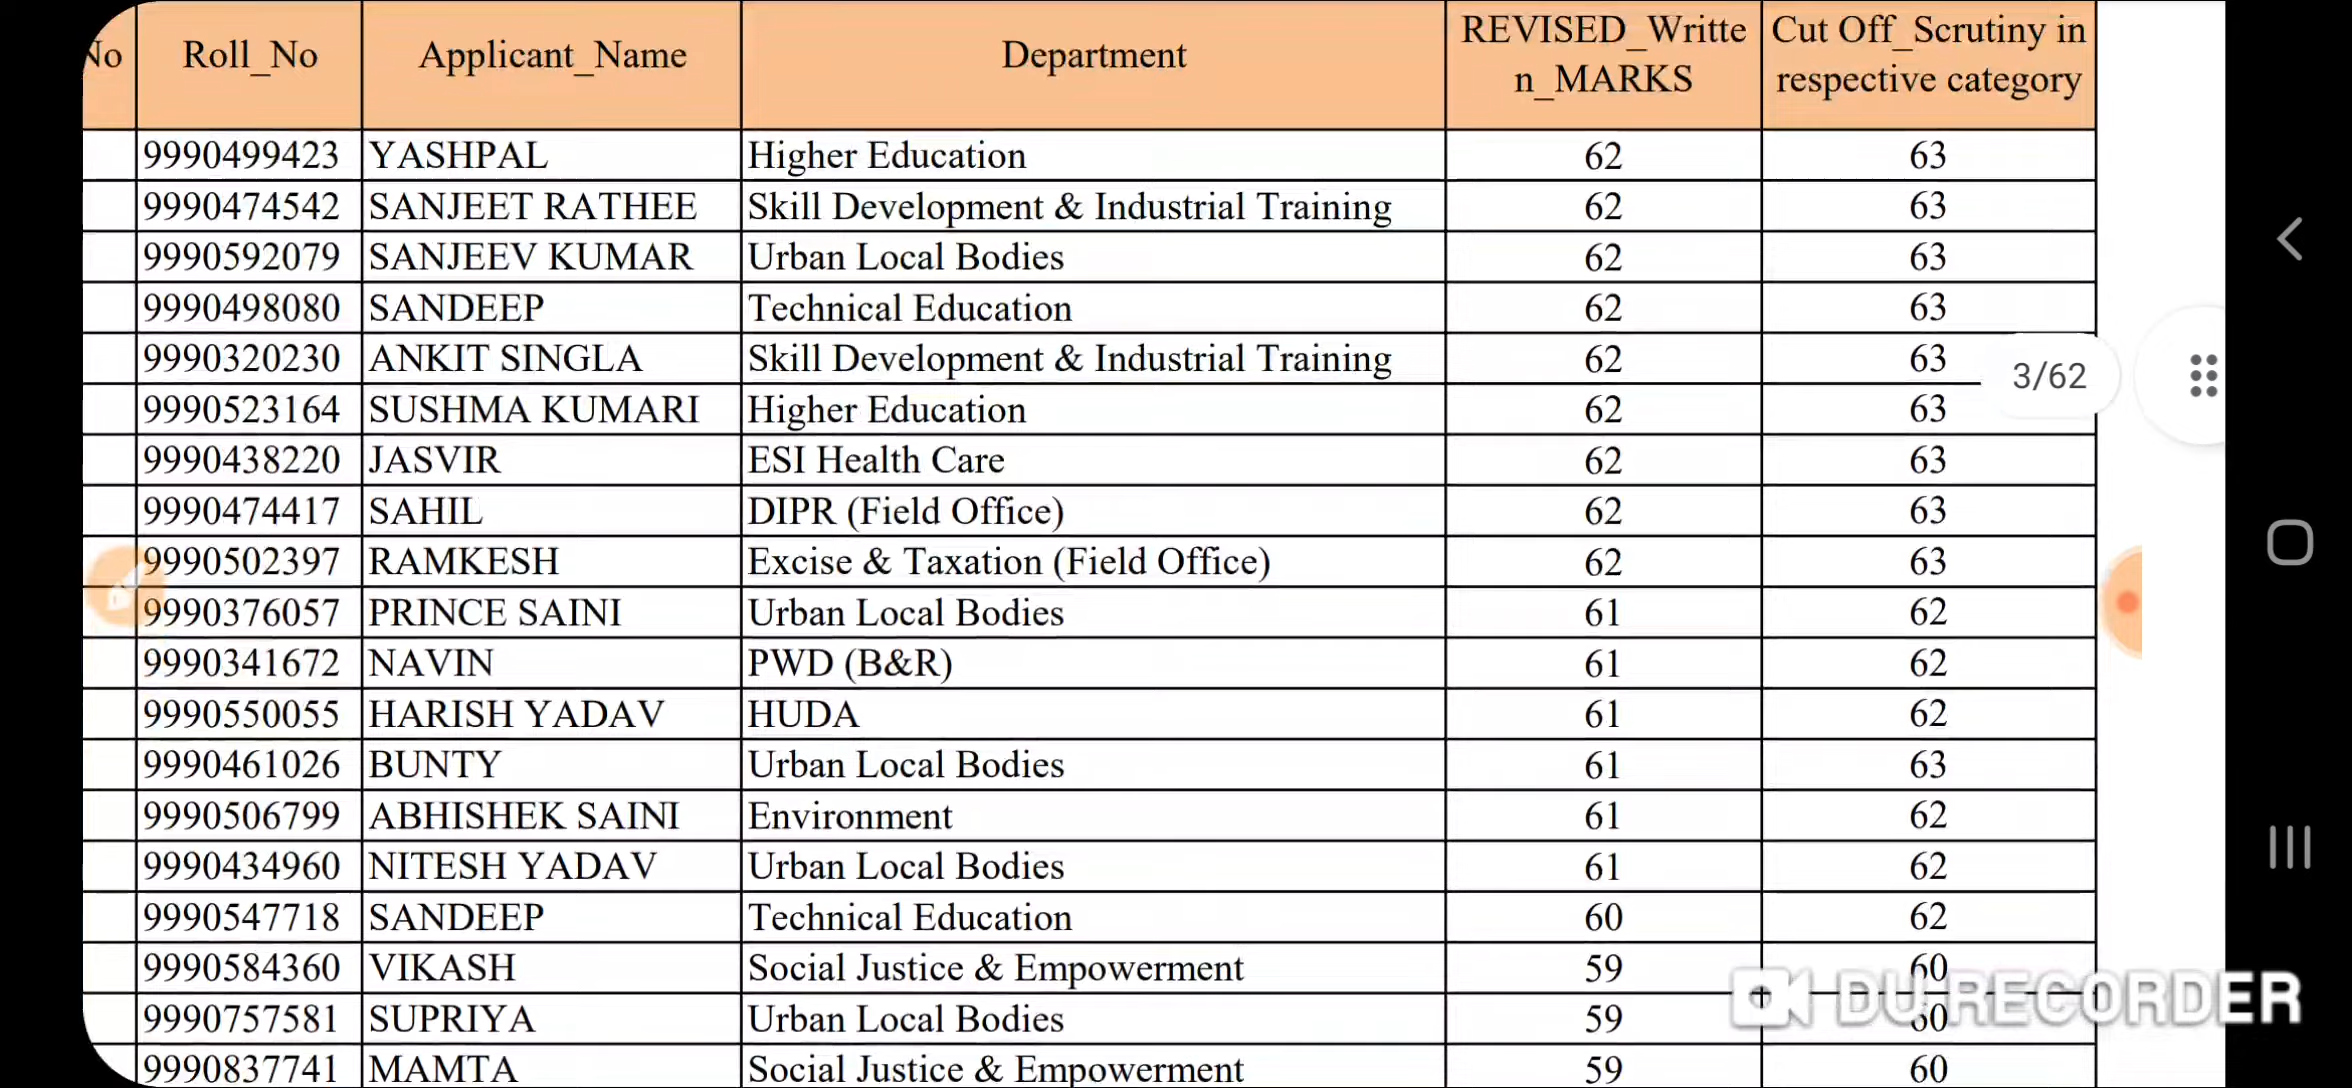 No Roll_No Applicant_Name Department REVISED_Writte Cut Off_Scrutiny in
n_MARKS respective category
9990499423 YASHPAL Higher Education 62 63
9990474542 SANJEET RATHEE Skill Development & Industrial Training 62 63
9990592079 SANJEEV KUMAR Urban Local Bodies 62 63
9990498080 SANDEEP Technical Education 62 63
9990320230 ANKIT SINGLA Skill Development & Industrial Training 62 63
3/62
9990523164 SUSHMA KUMARI Higher Education 62 63
9990438220 JASVIR ESI Health Care 62 63
9990474417 SAHIL DIPR (Field Office) 62 63
9990502397 RAMKESH Excise & Taxation (Field Office) 62 63
9990376057 PRINCE SAINI Urban Local Bodies 61 62
9990341672 NAVIN PWD (B&R) 61 62
9990550055 HARISH YADAV HUDA 61 62
9990461026 BUNTY Urban Local Bodies 61 63
9990506799 ABHISHEK SAINI Environment 61 62
9990434960 NITESH YADAV Urban Local Bodies 61 62
9990547718 SANDEEP Technical Education 60 62
9990584360 VIKASH Social Justice & Empowerment 59 60
DU RECORDER
9990757581 SUPRIYA Urban Local Bodies 59 60
9990837741 MAMTA Social Justice & Empowerment 59 60